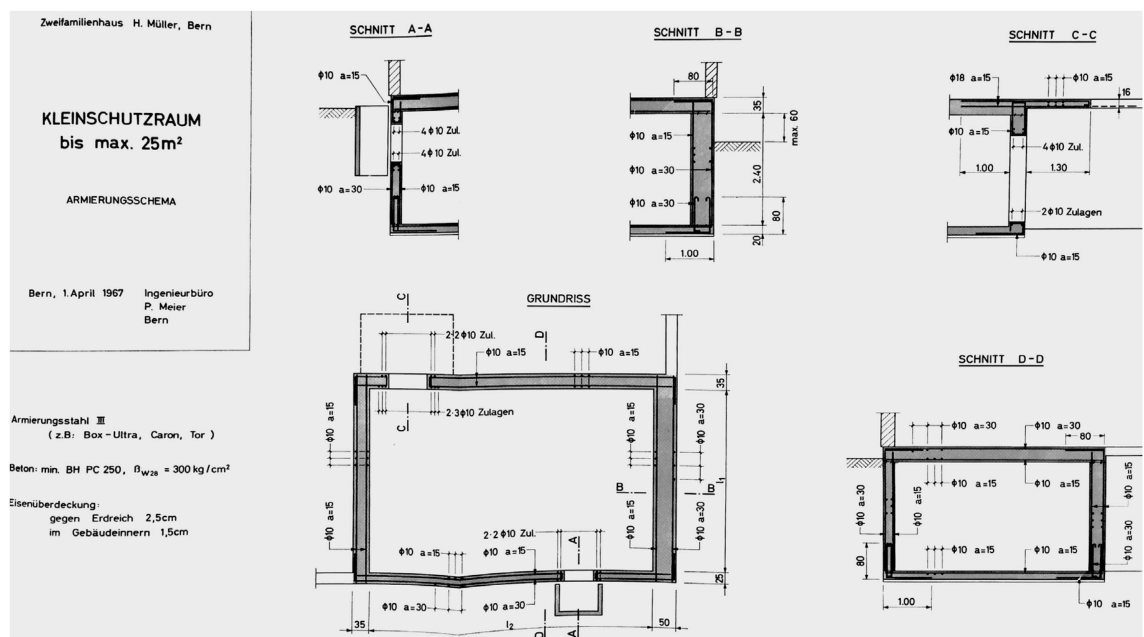 Zweifamilienhaus H. Müller, Bern
KLEINSCHUTZRAUM
bis max. 25m²
ARMIERUNGSSCHEMA
Bern, 1. April 1967 Ingenieurbüro
P. Meier
Bern
Armierungsstahl III
(z.B: Box-Ultra, Caron, Tor)
Beton: min. BH PC 250, βW28 = 300 kg/cm²
Eisenüberdeckung:
gegen Erdreich 2,5cm
im Gebäudeinnern 1,5cm
SCHNITT A-A
ϕ10 a=15
4ϕ10 Zul.
4ϕ10 Zul.
ϕ10 a=30
ϕ10 a=15
SCHNITT B-B
80
35
max. 60
ϕ10 a=15
ϕ10 a=30
2.40
ϕ10 a=30
80
20
1.00
SCHNITT C-C
ϕ18 a=15
ϕ10 a=15
16
ϕ10 a=15
4ϕ10 Zul.
1.00
1.30
2ϕ10 Zulagen
ϕ10 a=15
GRUNDRISS
C
D
2·2ϕ10 Zul.
ϕ10 a=15
ϕ10 a=15
35
2·3ϕ10 Zulagen
C
ϕ10 a=15
ϕ10 a=15
ϕ10 a=30
l1
B
B
ϕ10 a=15
ϕ10 a=15
ϕ10 a=30
2·2ϕ10 Zul.
A
ϕ10 a=15
ϕ10 a=15
25
ϕ10 a=30
ϕ10 a=30
35
l2
50
D
A
SCHNITT D-D
ϕ10 a=30
ϕ10 a=30
80
ϕ10 a=15
ϕ10 a=15
ϕ10 a=30
ϕ10 a=15
ϕ10 a=15
ϕ10 a=30
ϕ10 a=15
ϕ10 a=15
80
1.00
ϕ10 a=15